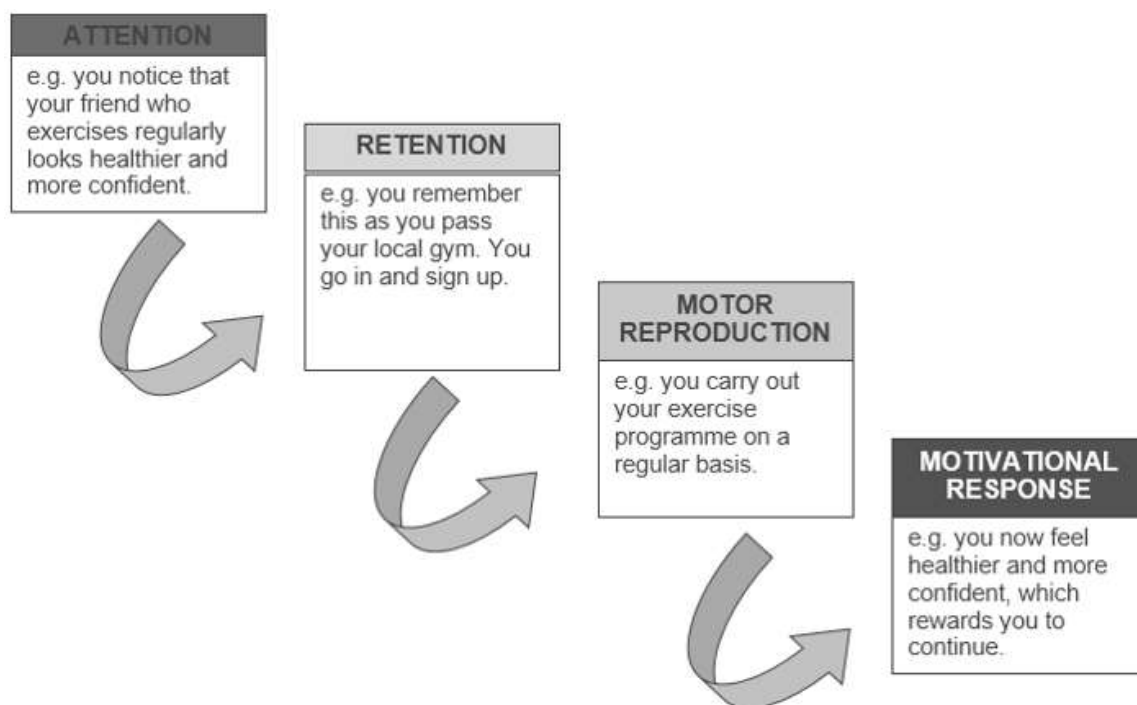 ATTENTION
e.g. you notice that
your friend who
exercises regularly
looks healthier and
more confident.
RETENTION
e.g. you remember
this as you pass
your local gym. You
go in and sign up.
MOTOR
REPRODUCTION
e.g. you carry out
your exercise
programme on a
regular basis.
MOTIVATIONAL
RESPONSE
e.g. you now feel
healthier and more
confident, which
rewards you to
continue.